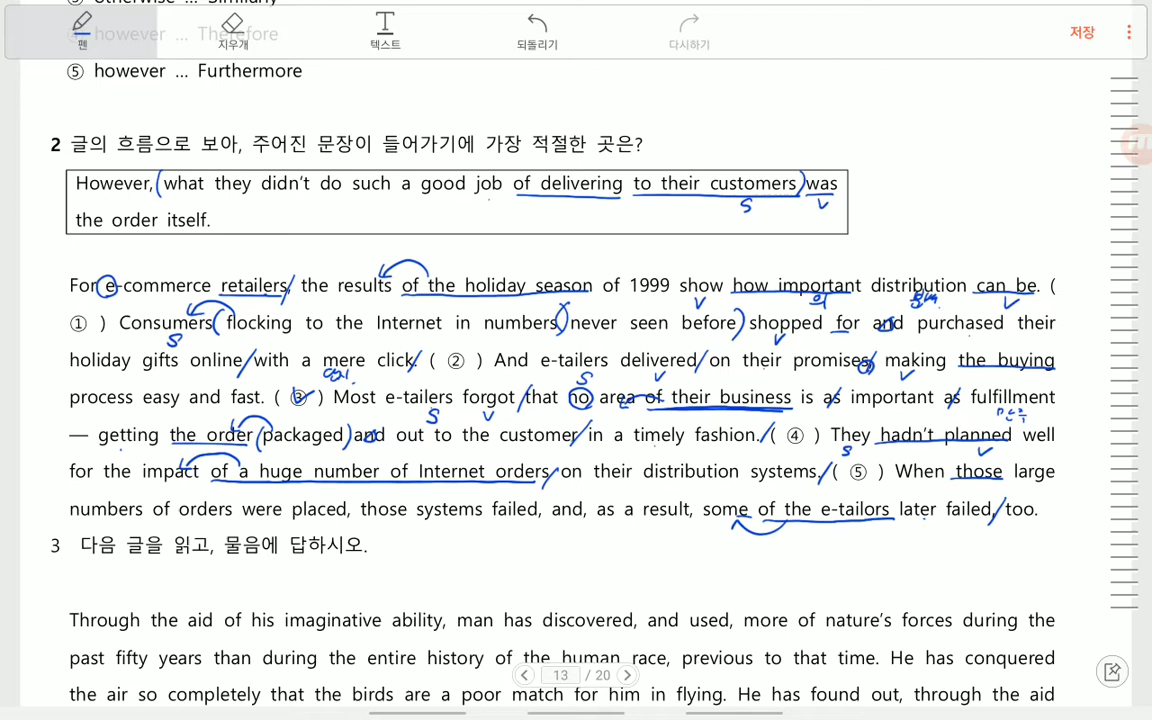 ③ otherwise ... Similarly
④ however ... Therefore
펜 지우개 텍스트 되돌리기 다시하기 저장
⑤ however ... Furthermore
2 글의 흐름으로 보아, 주어진 문장이 들어가기에 가장 적절한 곳은?
However, what they didn't do such a good job of delivering to their customers was
S V
the order itself.
For e-commerce retailers, the results of the holiday season of 1999 show how important distribution can be. (
V 의 V
① ) Consumers flocking to the Internet in numbers never seen before shopped for and purchased their
S V
holiday gifts online with a mere click. ( ② ) And e-tailers delivered on their promises, making the buying
S V V
process easy and fast. ( ③ ) Most e-tailers forgot that no area of their business is as important as fulfillment
S V
— getting the order packaged and out to the customer in a timely fashion. ( ④ ) They hadn't planned well
S V
for the impact of a huge number of Internet orders on their distribution systems. ( ⑤ ) When those large
numbers of orders were placed, those systems failed, and, as a result, some of the e-tailors later failed, too.
3 다음 글을 읽고, 물음에 답하시오.
Through the aid of his imaginative ability, man has discovered, and used, more of nature's forces during the
past fifty years than during the entire history of the human race, previous to that time. He has conquered
13 / 20
the air so completely that the birds are a poor match for him in flying. He has found out, through the aid